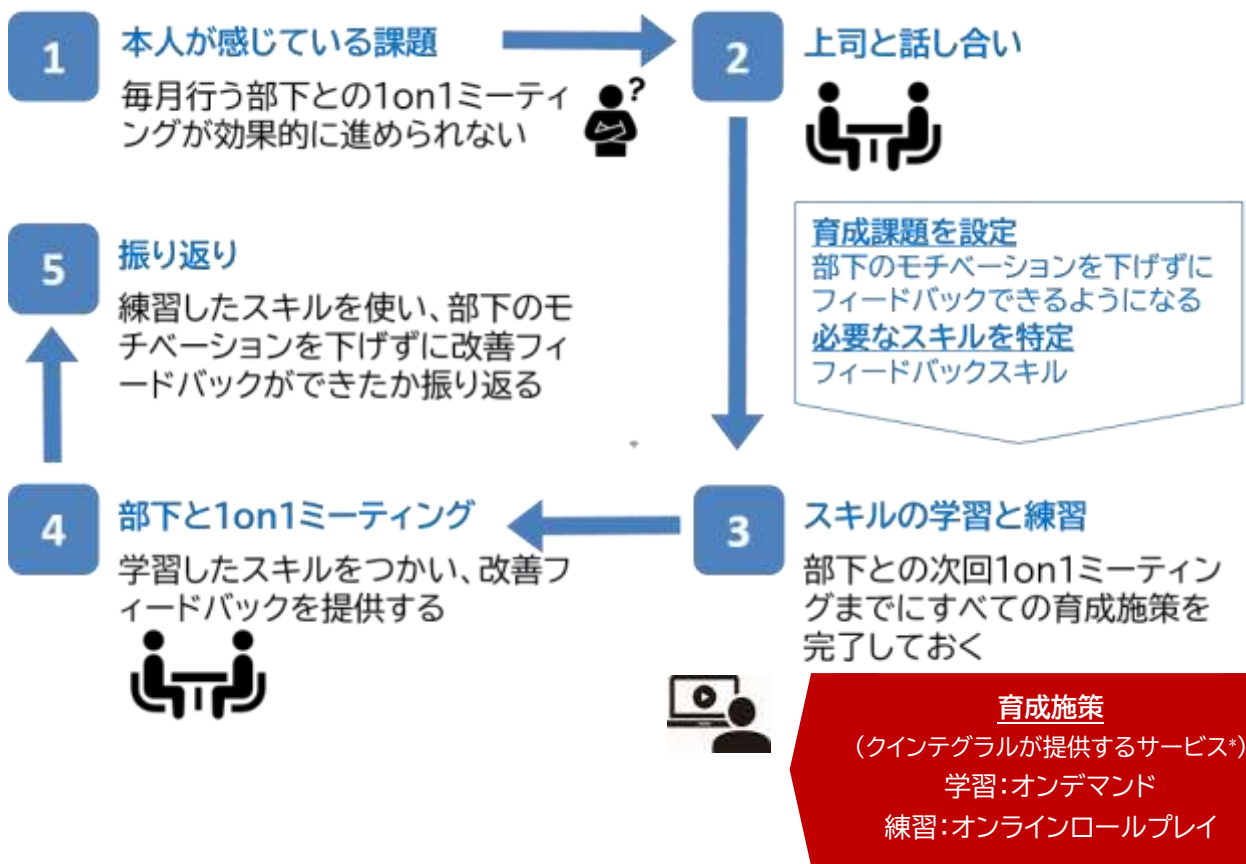 1
本人が感じている課題
毎月行う部下との1on1ミーティ
ングが効果的に進められない
?
2
上司と話し合い
育成課題を設定
部下のモチベーションを下げずに
フィードバックできるようになる
必要なスキルを特定
フィードバックスキル
3
スキルの学習と練習
部下との次回1on1ミーティン
グまでにすべての育成施策を
完了しておく
育成施策
(クインテグラルが提供するサービス*)
学習:オンデマンド
練習:オンラインロールプレイ
4
部下と1on1ミーティング
学習したスキルをつかい、改善フ
ィードバックを提供する
5
振り返り
練習したスキルを使い、部下のモ
チベーションを下げずに改善フィ
ードバックができたか振り返る